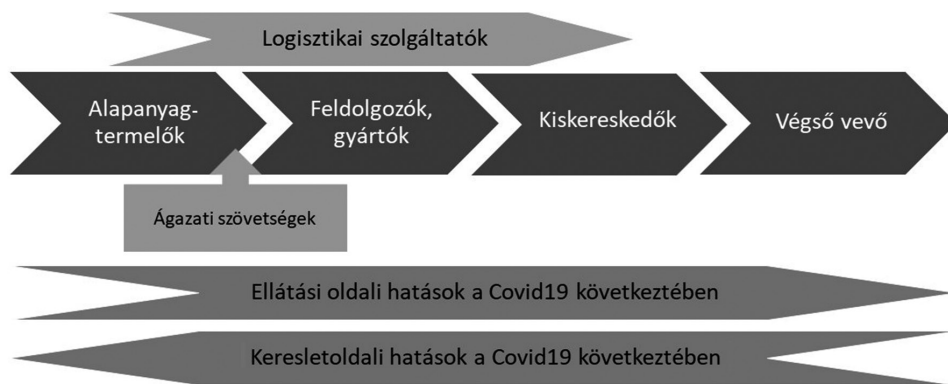 Logisztikai szolgáltatók
Alapanyag-
termelők
Feldolgozók,
gyártók
Kiskereskedők
Végső vevő
Ágazati szövetségek
Ellátási oldali hatások a Covid19 következtében
Keresletoldali hatások a Covid19 következtében